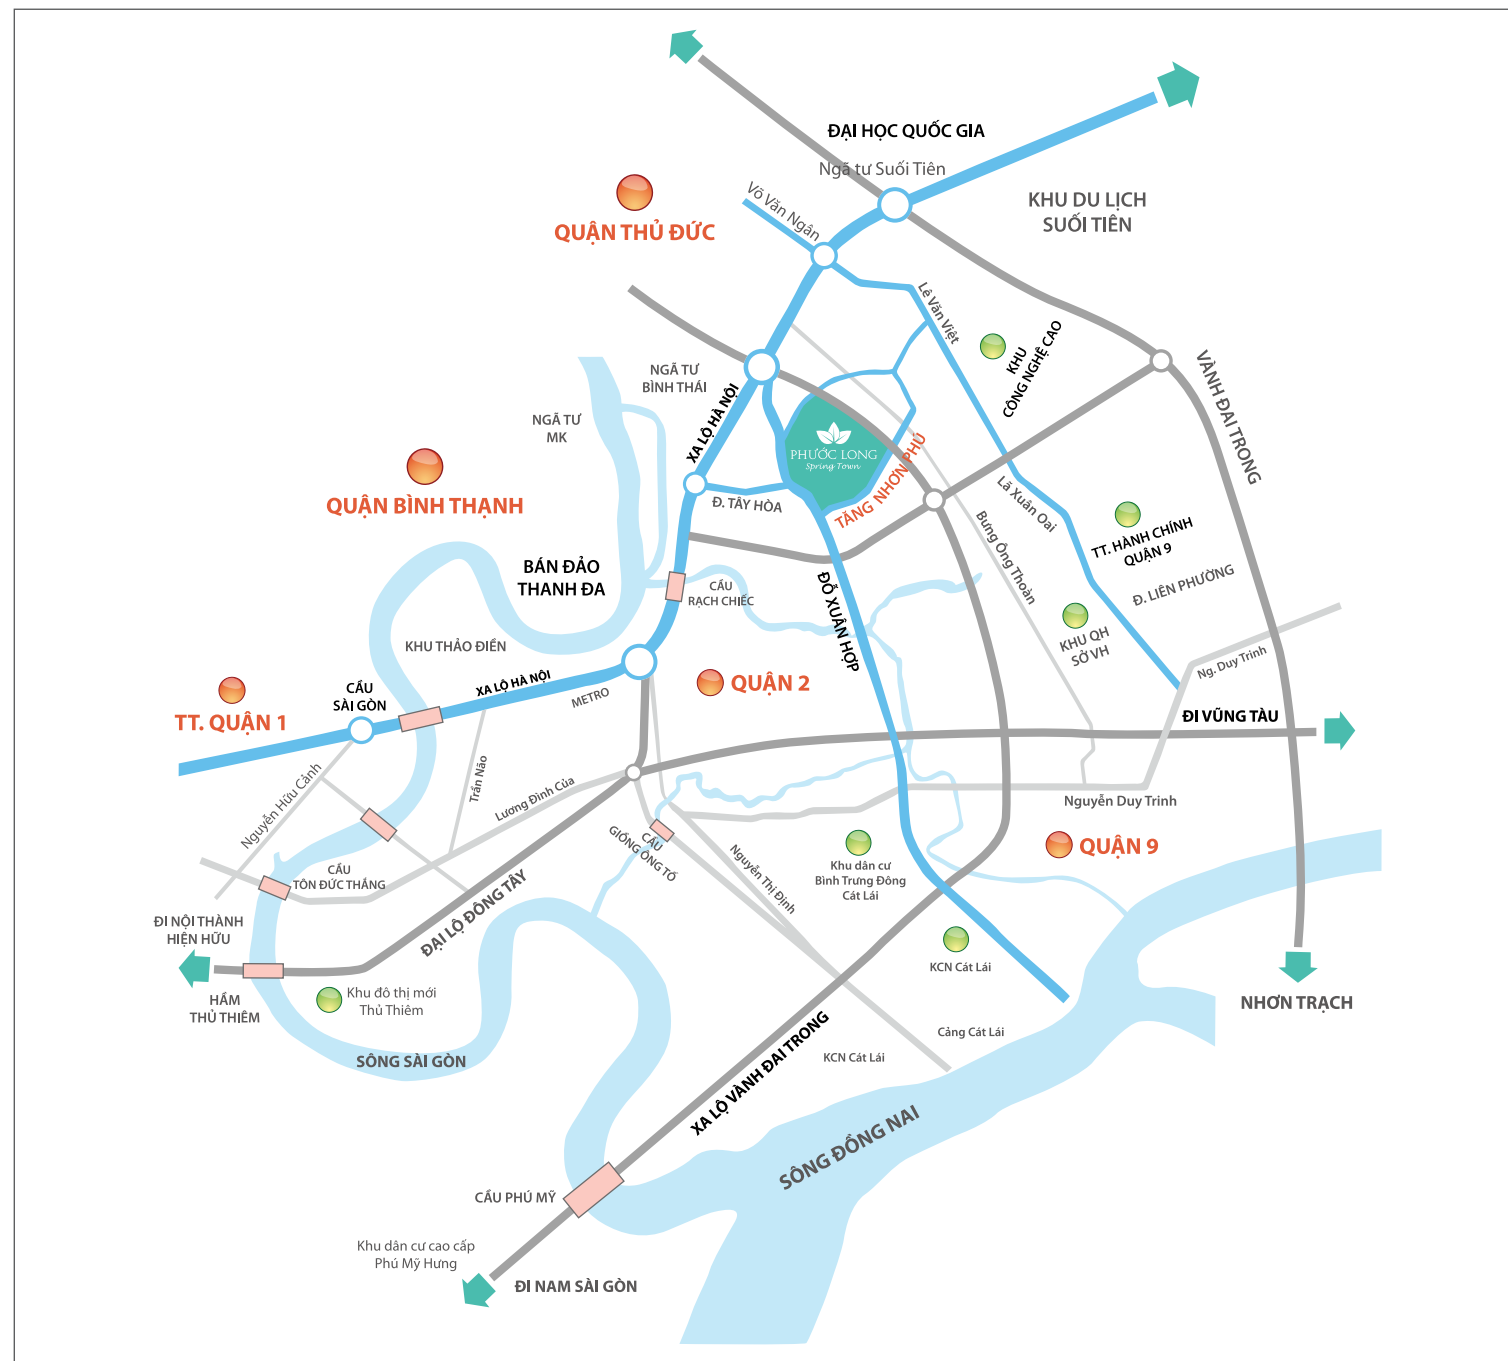 ĐẠI HỌC QUỐC GIA
Ngã tư Suối Tiên
Võ Văn Ngân
KHU DU LỊCH
SUỐI TIÊN
QUẬN THỦ ĐỨC
Lê Văn Việt
KHU
CÔNG NGHỆ CAO
VÀNH ĐAI TRONG
NGÃ TƯ
BÌNH THÁI
XA LỘ HÀ NỘI
NGÃ TƯ
MK
PHƯỚC LONG
Spring Town
TĂNG NHƠN PHÚ
QUẬN BÌNH THẠNH
Đ. TÂY HÒA
Lã Xuân Oai
Bưng Ông Thoàn
TT. HÀNH CHÍNH
QUẬN 9
BÁN ĐẢO
THANH ĐA
CẦU
RẠCH CHIẾC
ĐỖ XUÂN HỢP
Đ. LIÊN PHƯỜNG
KHU QH
SỞ VH
KHU THẢO ĐIỀN
Ng. Duy Trinh
XA LỘ HÀ NỘI
METRO
QUẬN 2
CẦU
SÀI GÒN
TT. QUẬN 1
ĐI VŨNG TÀU
Trần Não
Lương Đình Của
Nguyễn Hữu Cảnh
Nguyễn Duy Trinh
CẦU
GIỒNG ÔNG TỐ
Nguyễn Thị Định
QUẬN 9
Khu dân cư
Bình Trưng Đông
Cát Lái
CẦU
TÔN ĐỨC THẮNG
ĐI NỘI THÀNH
HIỆN HỮU
ĐẠI LỘ ĐÔNG TÂY
KCN Cát Lái
HẦM
THỦ THIÊM
Khu đô thị mới
Thủ Thiêm
NHƠN TRẠCH
SÔNG SÀI GÒN
Cảng Cát Lái
KCN Cát Lái
XA LỘ VÀNH ĐAI TRONG
SÔNG ĐỒNG NAI
CẦU PHÚ MỸ
Khu dân cư cao cấp
Phú Mỹ Hưng
ĐI NAM SÀI GÒN